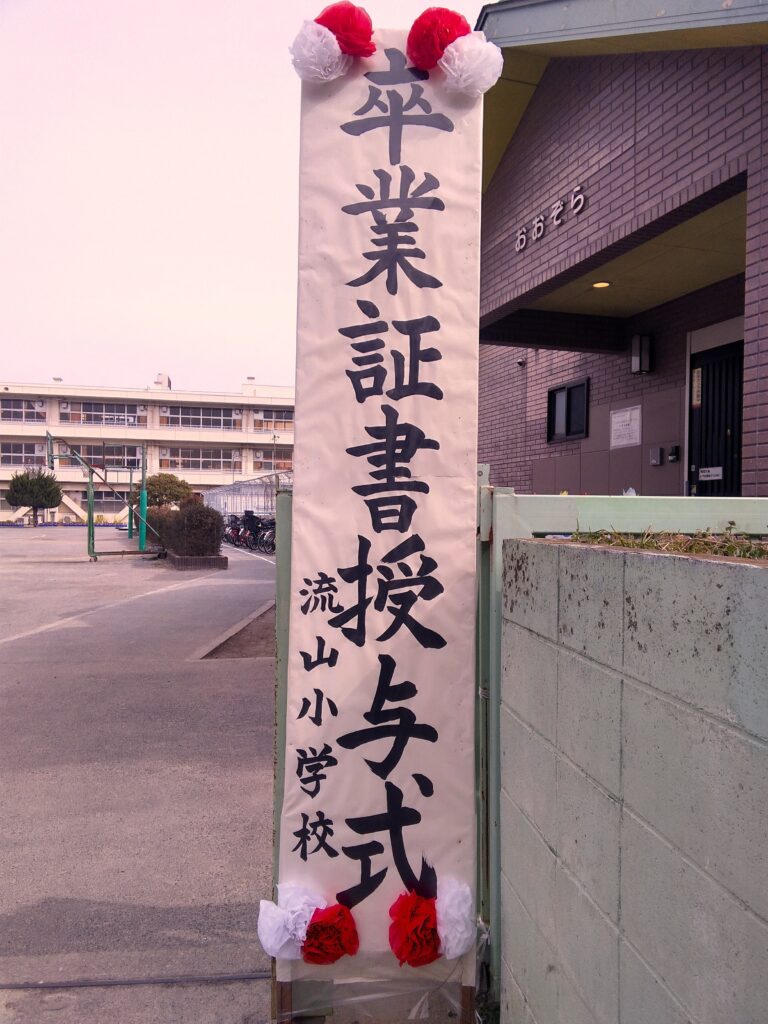 卒業証書授与式
流山小学校
おおぞら